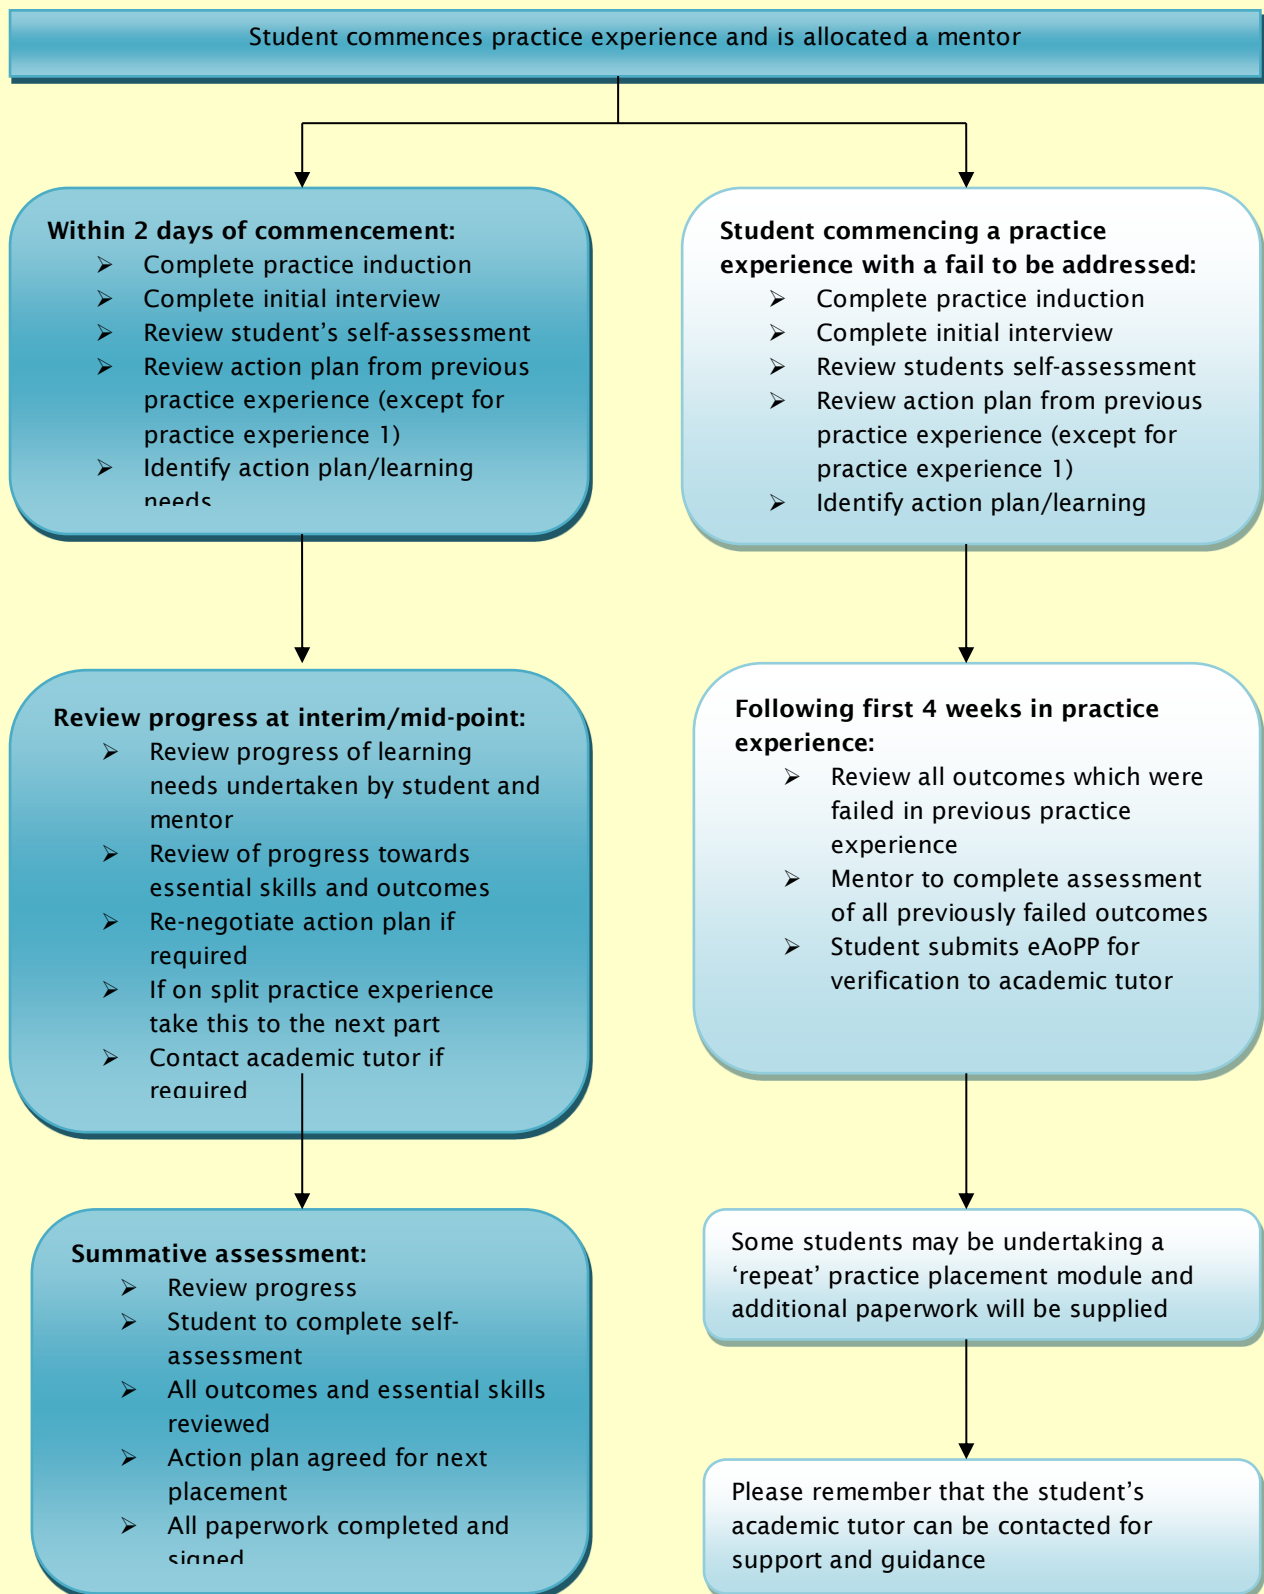 Student commences practice experience and is allocated a mentor
Within 2 days of commencement:
➤ Complete practice induction
➤ Complete initial interview
➤ Review student’s self-assessment
➤ Review action plan from previous
practice experience (except for
practice experience 1)
➤ Identify action plan/learning
needs
Review progress at interim/mid-point:
➤ Review progress of learning
needs undertaken by student and
mentor
➤ Review of progress towards
essential skills and outcomes
➤ Re-negotiate action plan if
required
➤ If on split practice experience
take this to the next part
➤ Contact academic tutor if
required
Summative assessment:
➤ Review progress
➤ Student to complete self-
assessment
➤ All outcomes and essential skills
reviewed
➤ Action plan agreed for next
placement
➤ All paperwork completed and
signed
Student commencing a practice
experience with a fail to be addressed:
➤ Complete practice induction
➤ Complete initial interview
➤ Review students self-assessment
➤ Review action plan from previous
practice experience (except for
practice experience 1)
➤ Identify action plan/learning
Following first 4 weeks in practice
experience:
➤ Review all outcomes which were
failed in previous practice
experience
➤ Mentor to complete assessment
of all previously failed outcomes
➤ Student submits eAoPP for
verification to academic tutor
Some students may be undertaking a
‘repeat’ practice placement module and
additional paperwork will be supplied
Please remember that the student’s
academic tutor can be contacted for
support and guidance